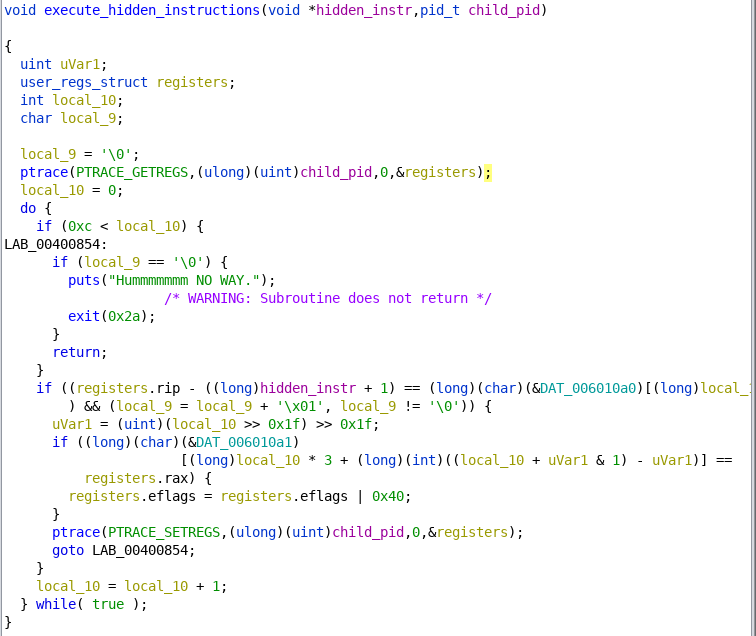 void execute_hidden_instructions(void *hidden_instr,pid_t child_pid)
{
uint uVar1;
user_regs_struct registers;
int local_10;
char local_9;
local_9 = '\0';
ptrace(PTRACE_GETREGS,(ulong)(uint)child_pid,0,&registers);
local_10 = 0;
do {
if (0xc < local_10) {
LAB_00400854:
if (local_9 == '\0') {
puts("Hummmmmmm NO WAY.");
/* WARNING: Subroutine does not return */
exit(0x2a);
}
return;
}
if ((registers.rip - ((long)hidden_instr + 1) == (long)(char)(&DAT_006010a0)[(long)local_
) && (local_9 = local_9 + '\x01', local_9 != '\0')) {
uVar1 = (uint)(local_10 >> 0x1f) >> 0x1f;
if ((long)(char)(&DAT_006010a1)
[(long)local_10 * 3 + (long)(int)((local_10 + uVar1 & 1) - uVar1)] ==
registers.rax) {
registers.eflags = registers.eflags | 0x40;
}
ptrace(PTRACE_SETREGS,(ulong)(uint)child_pid,0,&registers);
goto LAB_00400854;
}
local_10 = local_10 + 1;
} while( true );
}